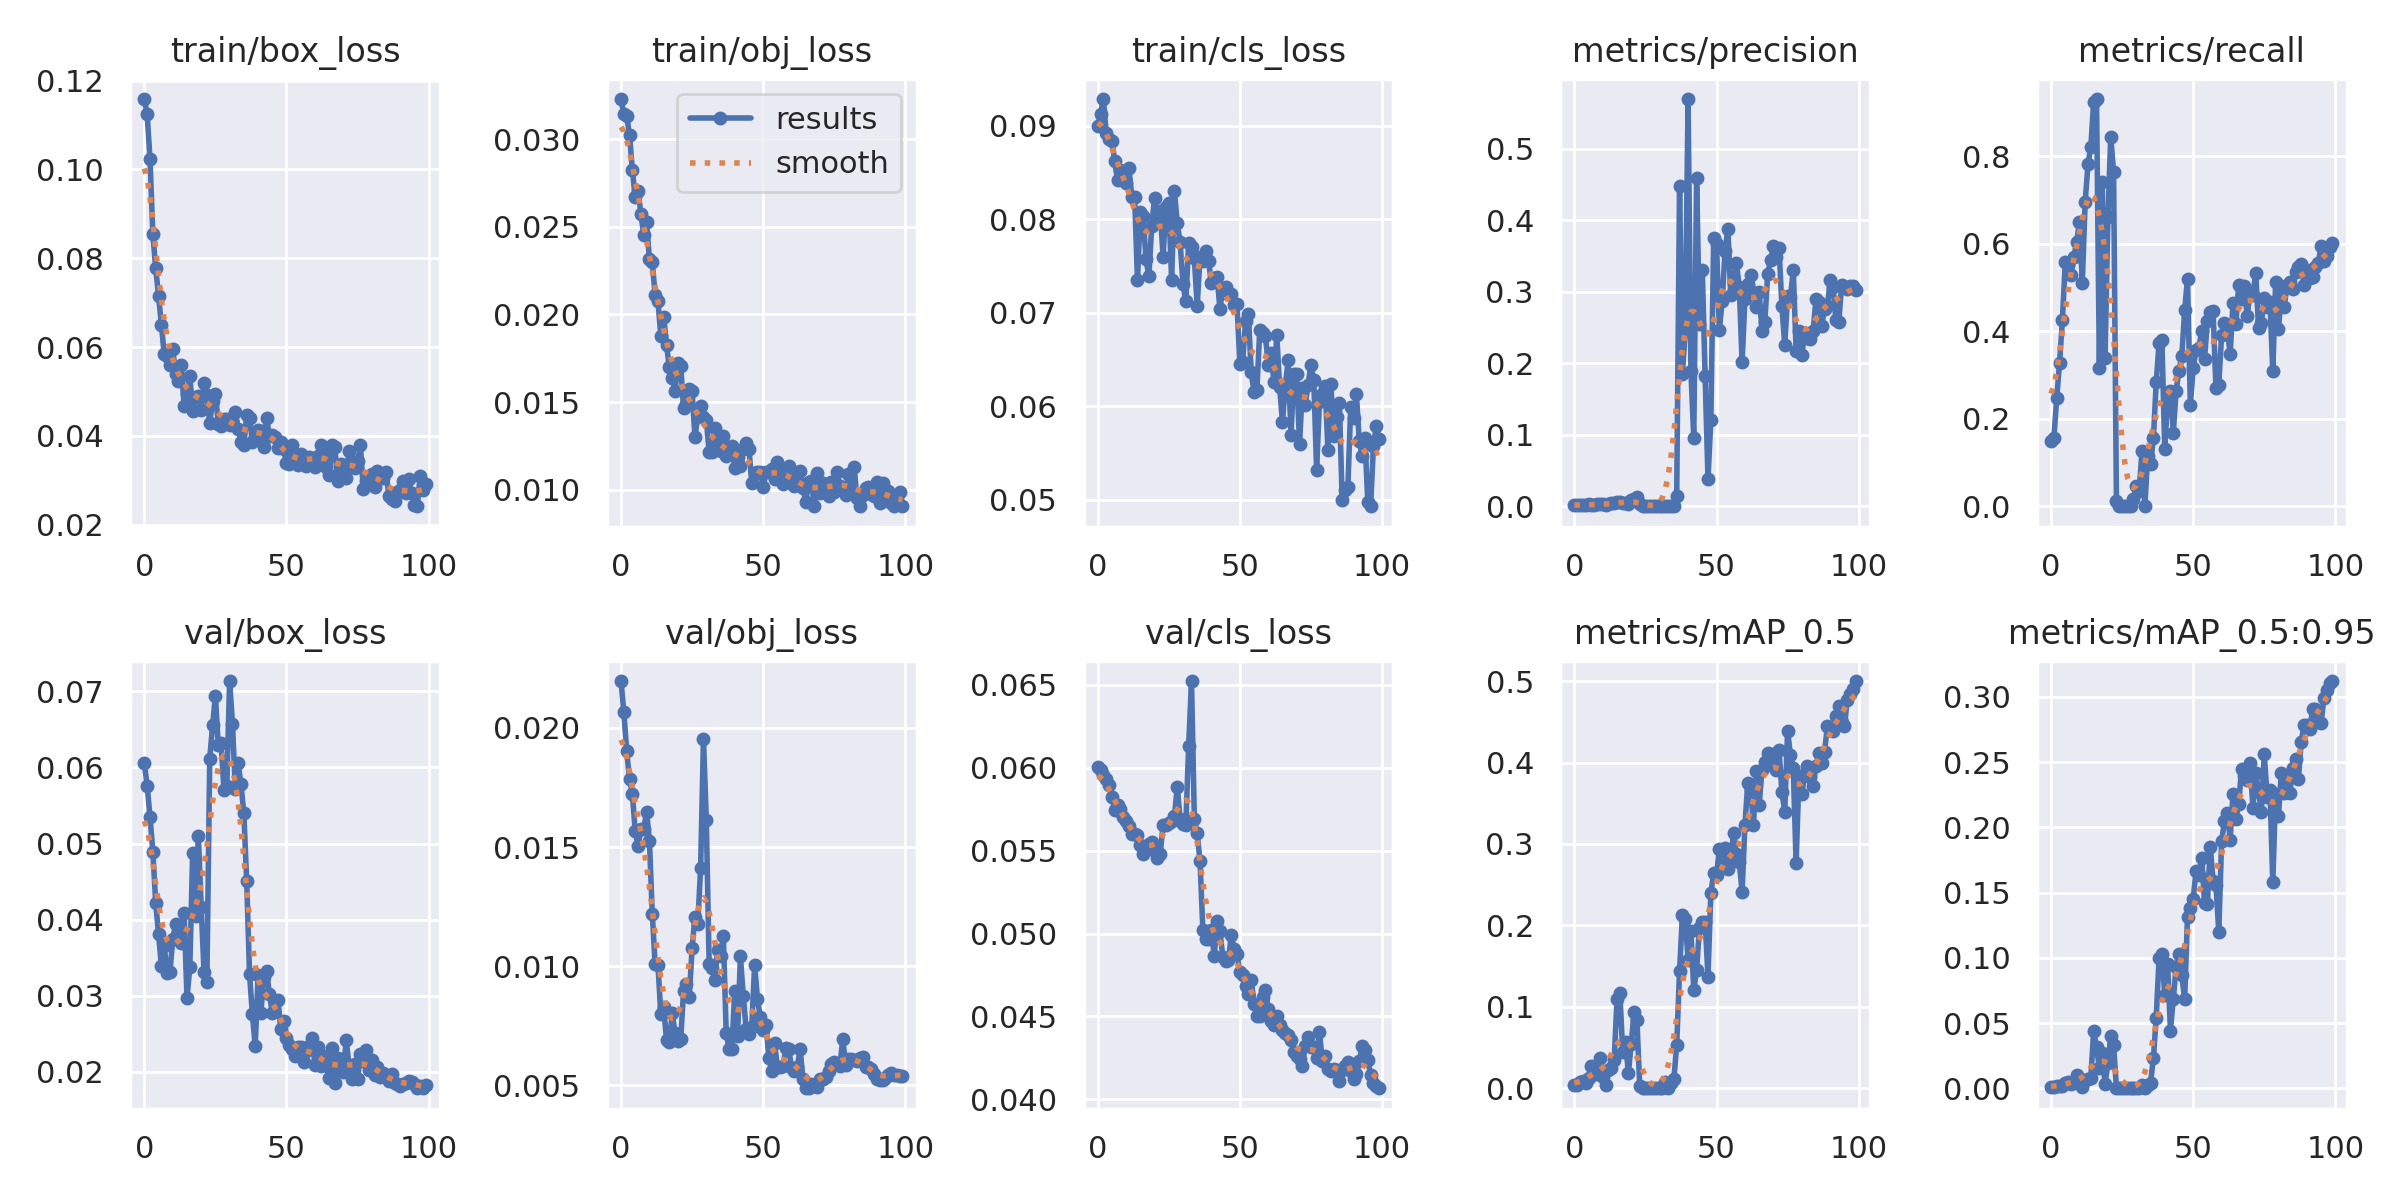 train/box_loss
0.12
0.10
0.08
0.06
0.04
0.02
0 50 100
train/obj_loss
results
smooth
0.030
0.025
0.020
0.015
0.010
0 50 100
train/cls_loss
0.09
0.08
0.07
0.06
0.05
0 50 100
metrics/precision
0.5
0.4
0.3
0.2
0.1
0.0
0 50 100
metrics/recall
0.8
0.6
0.4
0.2
0.0
0 50 100
val/box_loss
0.07
0.06
0.05
0.04
0.03
0.02
0 50 100
val/obj_loss
0.020
0.015
0.010
0.005
0 50 100
val/cls_loss
0.065
0.060
0.055
0.050
0.045
0.040
0 50 100
metrics/mAP_0.5
0.5
0.4
0.3
0.2
0.1
0.0
0 50 100
metrics/mAP_0.5:0.95
0.30
0.25
0.20
0.15
0.10
0.05
0.00
0 50 100